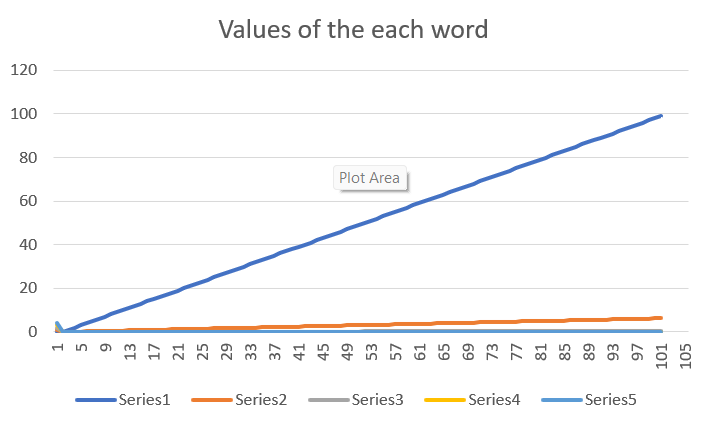 Values of the each word
120
100
80
60
40
20
0
Plot Area
1 5 9 13 17 21 25 29 33 37 41 45 49 53 57 61 65 69 73 77 81 85 89 93 97 101 105
Series1 Series2 Series3 Series4 Series5